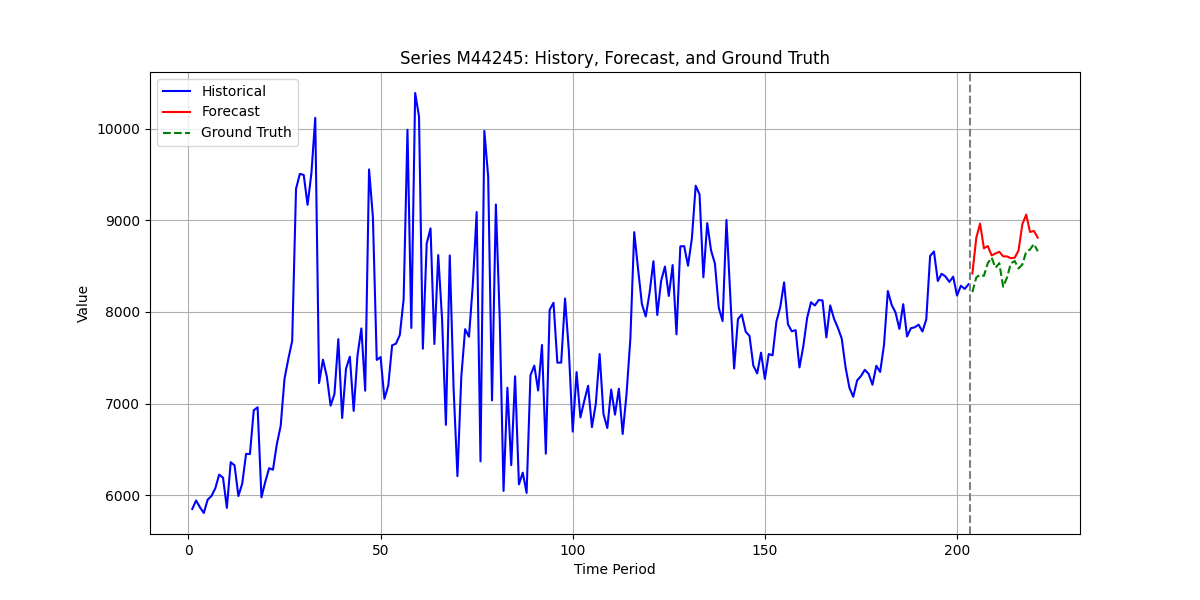 Series M44245: History, Forecast, and Ground Truth
Historical
Forecast
Ground Truth
10000
9000
8000
7000
6000
Value
0
50
100
150
200
Time Period